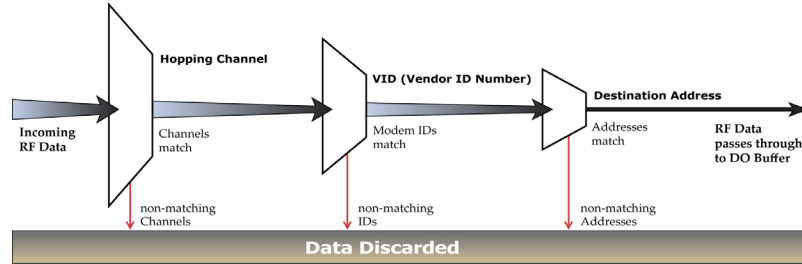 Hopping Channel
VID (Vendor ID Number)
Destination Address
Incoming
RF Data
Channels
match
Modem IDs
match
Addresses
match
RF Data
passes through
to DO Buffer
non-matching
Channels
non-matching
IDs
non-matching
Addresses
Data Discarded